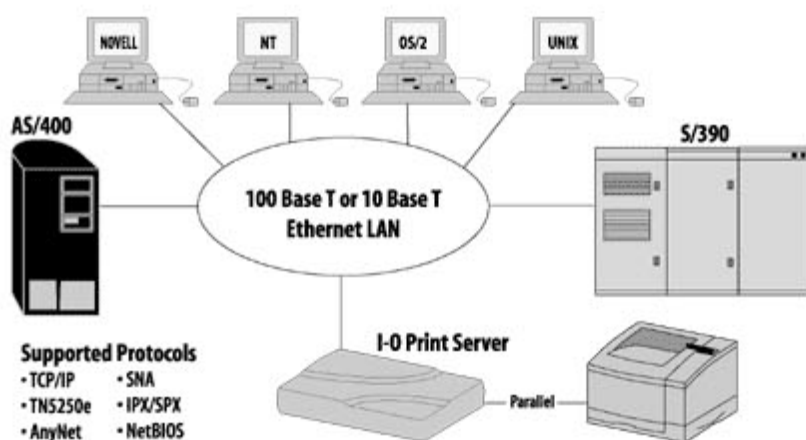 NOVELL
NT
OS/2
UNIX
AS/400
S/390
100 Base T or 10 Base T
Ethernet LAN
I-O Print Server
Parallel
Supported Protocols
• TCP/IP • SNA
• TN5250e • IPX/SPX
• AnyNet • NetBIOS